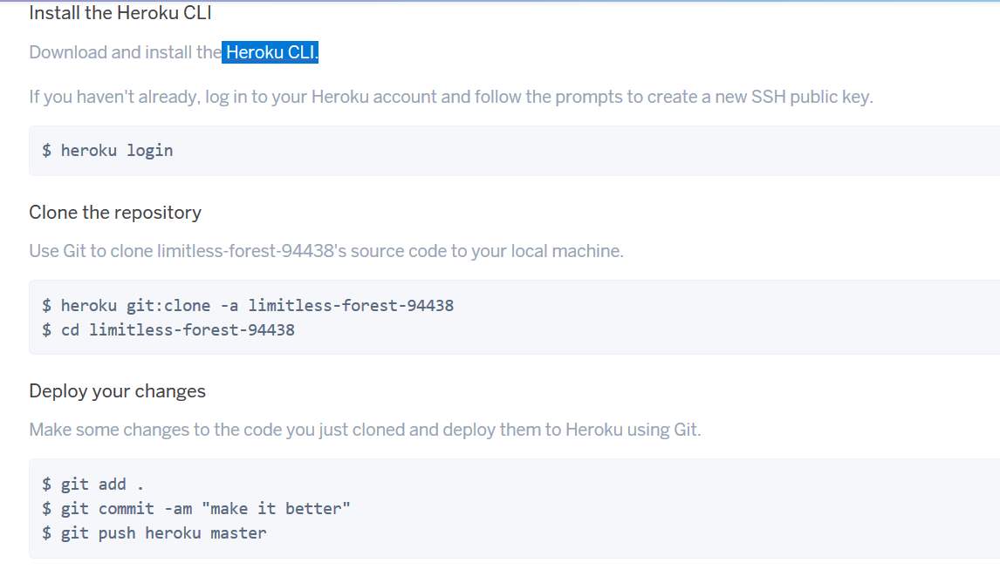 Install the Heroku CLI
Download and install the Heroku CLI.
If you haven't already, log in to your Heroku account and follow the prompts to create a new SSH public key.
$ heroku login
Clone the repository
Use Git to clone limitless-forest-94438's source code to your local machine.
$ heroku git:clone -a limitless-forest-94438
$ cd limitless-forest-94438
Deploy your changes
Make some changes to the code you just cloned and deploy them to Heroku using Git.
$ git add .
$ git commit -am "make it better"
$ git push heroku master